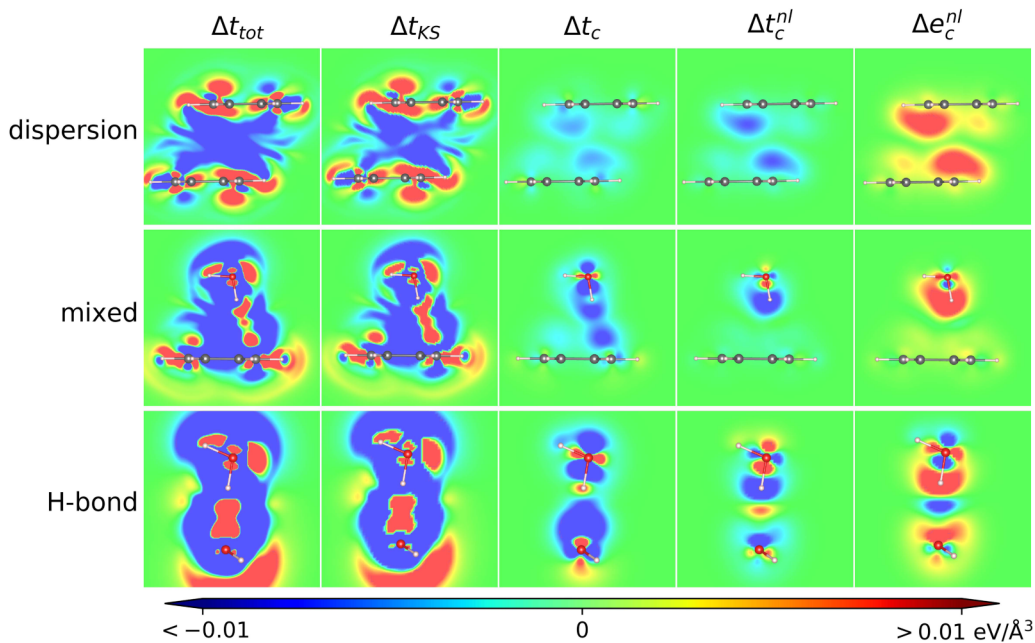 Δt_tot Δt_KS Δt_c Δt_c^nl Δe_c^nl
dispersion
mixed
H-bond
< −0.01 0 > 0.01 eV/Å³